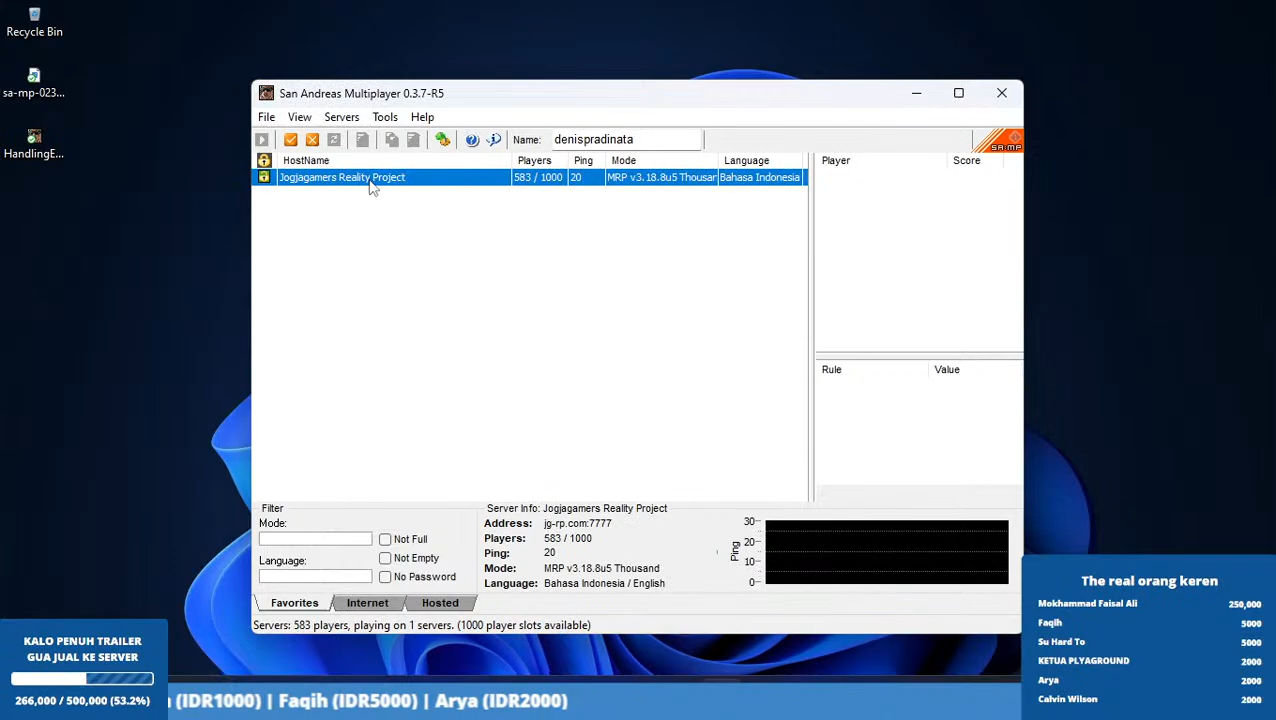 Recycle Bin
sa-mp-023...
HandlingE...
San Andreas Multiplayer 0.3.7-R5
File View Servers Tools Help
Name: denispradinata
SA:MP
HostName Players Ping Mode Language
Jogjagamers Reality Project 583 / 1000 20 MRP v3.18.8u5 Thousar Bahasa Indonesia
Player Score
Rule Value
Filter
Mode:
Not Full
Not Empty
Language:
No Password
Server Info: Jogjagamers Reality Project
Address: jg-rp.com:7777
Players: 583 / 1000
Ping: 20
Mode: MRP v3.18.8u5 Thousand
Language: Bahasa Indonesia / English
Ping
30
20
10
0
Favorites Internet Hosted
Servers: 583 players, playing on 1 servers. (1000 player slots available)
The real orang keren
Mokhammad Faisal Ali 250,000
Faqih 5000
Su Hard To 5000
KETUA PLYAGROUND 2000
Arya 2000
Calvin Wilson 2000
KALO PENUH TRAILER
GUA JUAL KE SERVER
266,000 / 500,000 (53.2%)
(IDR1000) | Faqih (IDR5000) | Arya (IDR2000)